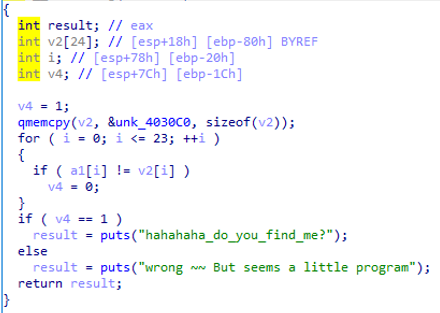 {
int result; // eax
int v2[24]; // [esp+18h] [ebp-80h] BYREF
int i; // [esp+78h] [ebp-20h]
int v4; // [esp+7Ch] [ebp-1Ch]
v4 = 1;
qmemcpy(v2, &unk_4030C0, sizeof(v2));
for ( i = 0; i <= 23; ++i )
{
if ( a1[i] != v2[i] )
v4 = 0;
}
if ( v4 == 1 )
result = puts("hahahaha_do_you_find_me?");
else
result = puts("wrong ~~ But seems a little program");
return result;
}